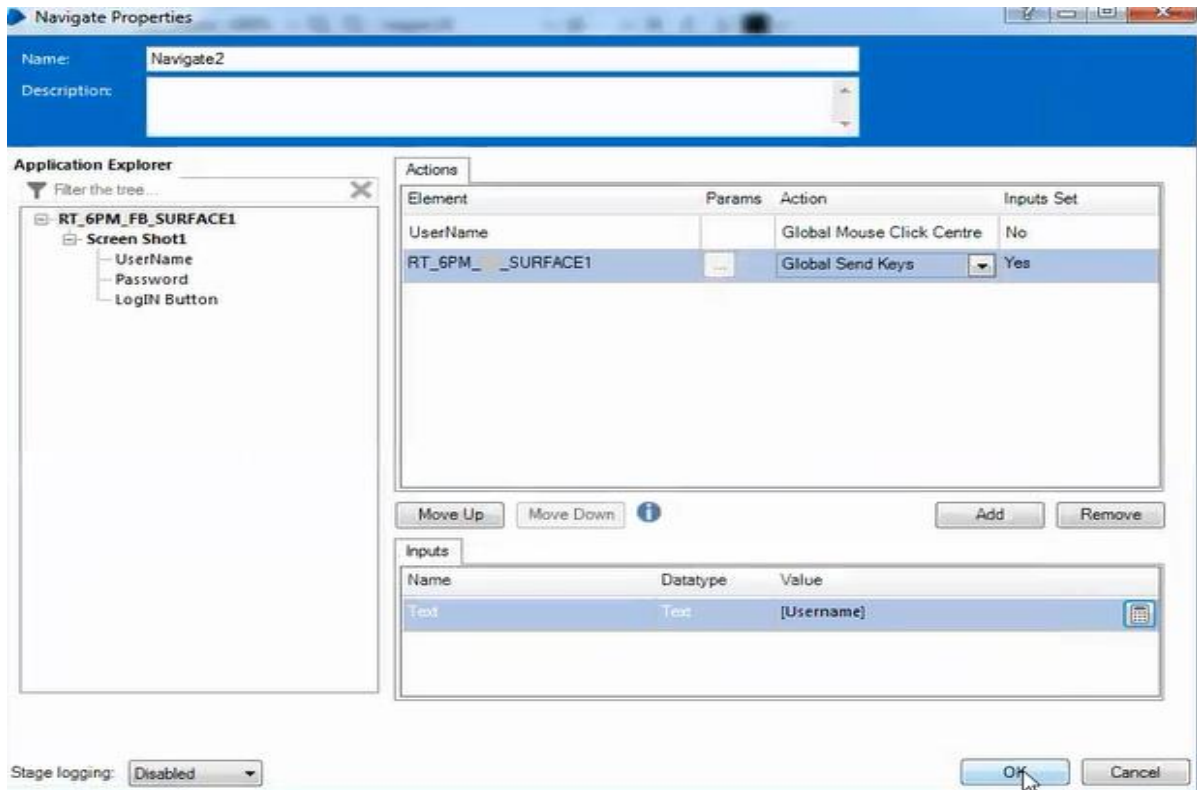 Navigate Properties
Name: Navigate2
Description:
Application Explorer
Filter the tree...
RT_6PM_FB_SURFACE1
Screen Shot1
UserName
Password
LogIN Button
Actions
Element Params Action Inputs Set
UserName Global Mouse Click Centre No
RT_6PM_ _SURFACE1 ... Global Send Keys Yes
Move Up Move Down Add Remove
Inputs
Name Datatype Value
Text Text [Username]
Stage logging: Disabled OK Cancel